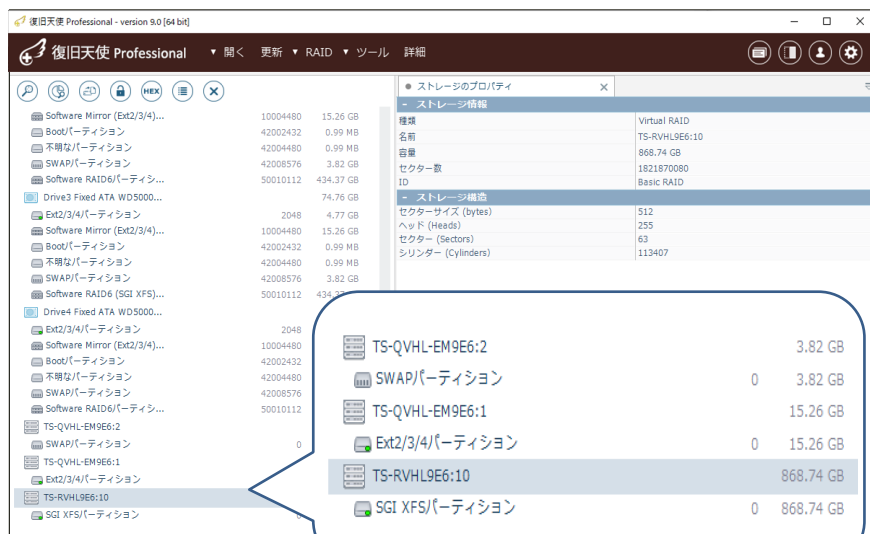 復旧天使 Professional - version 9.0 [64 bit]
復旧天使 Professional ▼ 開く 更新 ▼ RAID ▼ ツール 詳細
HEX
ストレージのプロパティ
− ストレージ情報
種類 Virtual RAID
名前 TS-RVHL9E6:10
容量 868.74 GB
セクター数 1821870080
ID Basic RAID
− ストレージ構造
セクターサイズ (bytes) 512
ヘッド (Heads) 255
セクター (Sectors) 63
シリンダー (Cylinders) 113407
Software Mirror (Ext2/3/4)... 10004480 15.26 GB
Bootパーティション 42002432 0.99 MB
不明なパーティション 42004480 0.99 MB
SWAPパーティション 42008576 3.82 GB
Software RAID6パーティシ... 50010112 434.37 GB
Drive3 Fixed ATA WD5000... 74.76 GB
Ext2/3/4パーティション 2048 4.77 GB
Software Mirror (Ext2/3/4)... 10004480 15.26 GB
Bootパーティション 42002432 0.99 MB
不明なパーティション 42004480 0.99 MB
SWAPパーティション 42008576 3.82 GB
Software RAID6 (SGI XFS)... 50010112
Drive4 Fixed ATA WD5000...
Ext2/3/4パーティション 2048
Software Mirror (Ext2/3/4)... 10004480
Bootパーティション 42002432
不明なパーティション 42004480
SWAPパーティション 42008576
Software RAID6パーティシ... 50010112
TS-QVHL-EM9E6:2
SWAPパーティション 0
TS-QVHL-EM9E6:1
Ext2/3/4パーティション
TS-RVHL9E6:10
SGI XFSパーティション
TS-QVHL-EM9E6:2 3.82 GB
SWAPパーティション 0 3.82 GB
TS-QVHL-EM9E6:1 15.26 GB
Ext2/3/4パーティション 0 15.26 GB
TS-RVHL9E6:10 868.74 GB
SGI XFSパーティション 0 868.74 GB